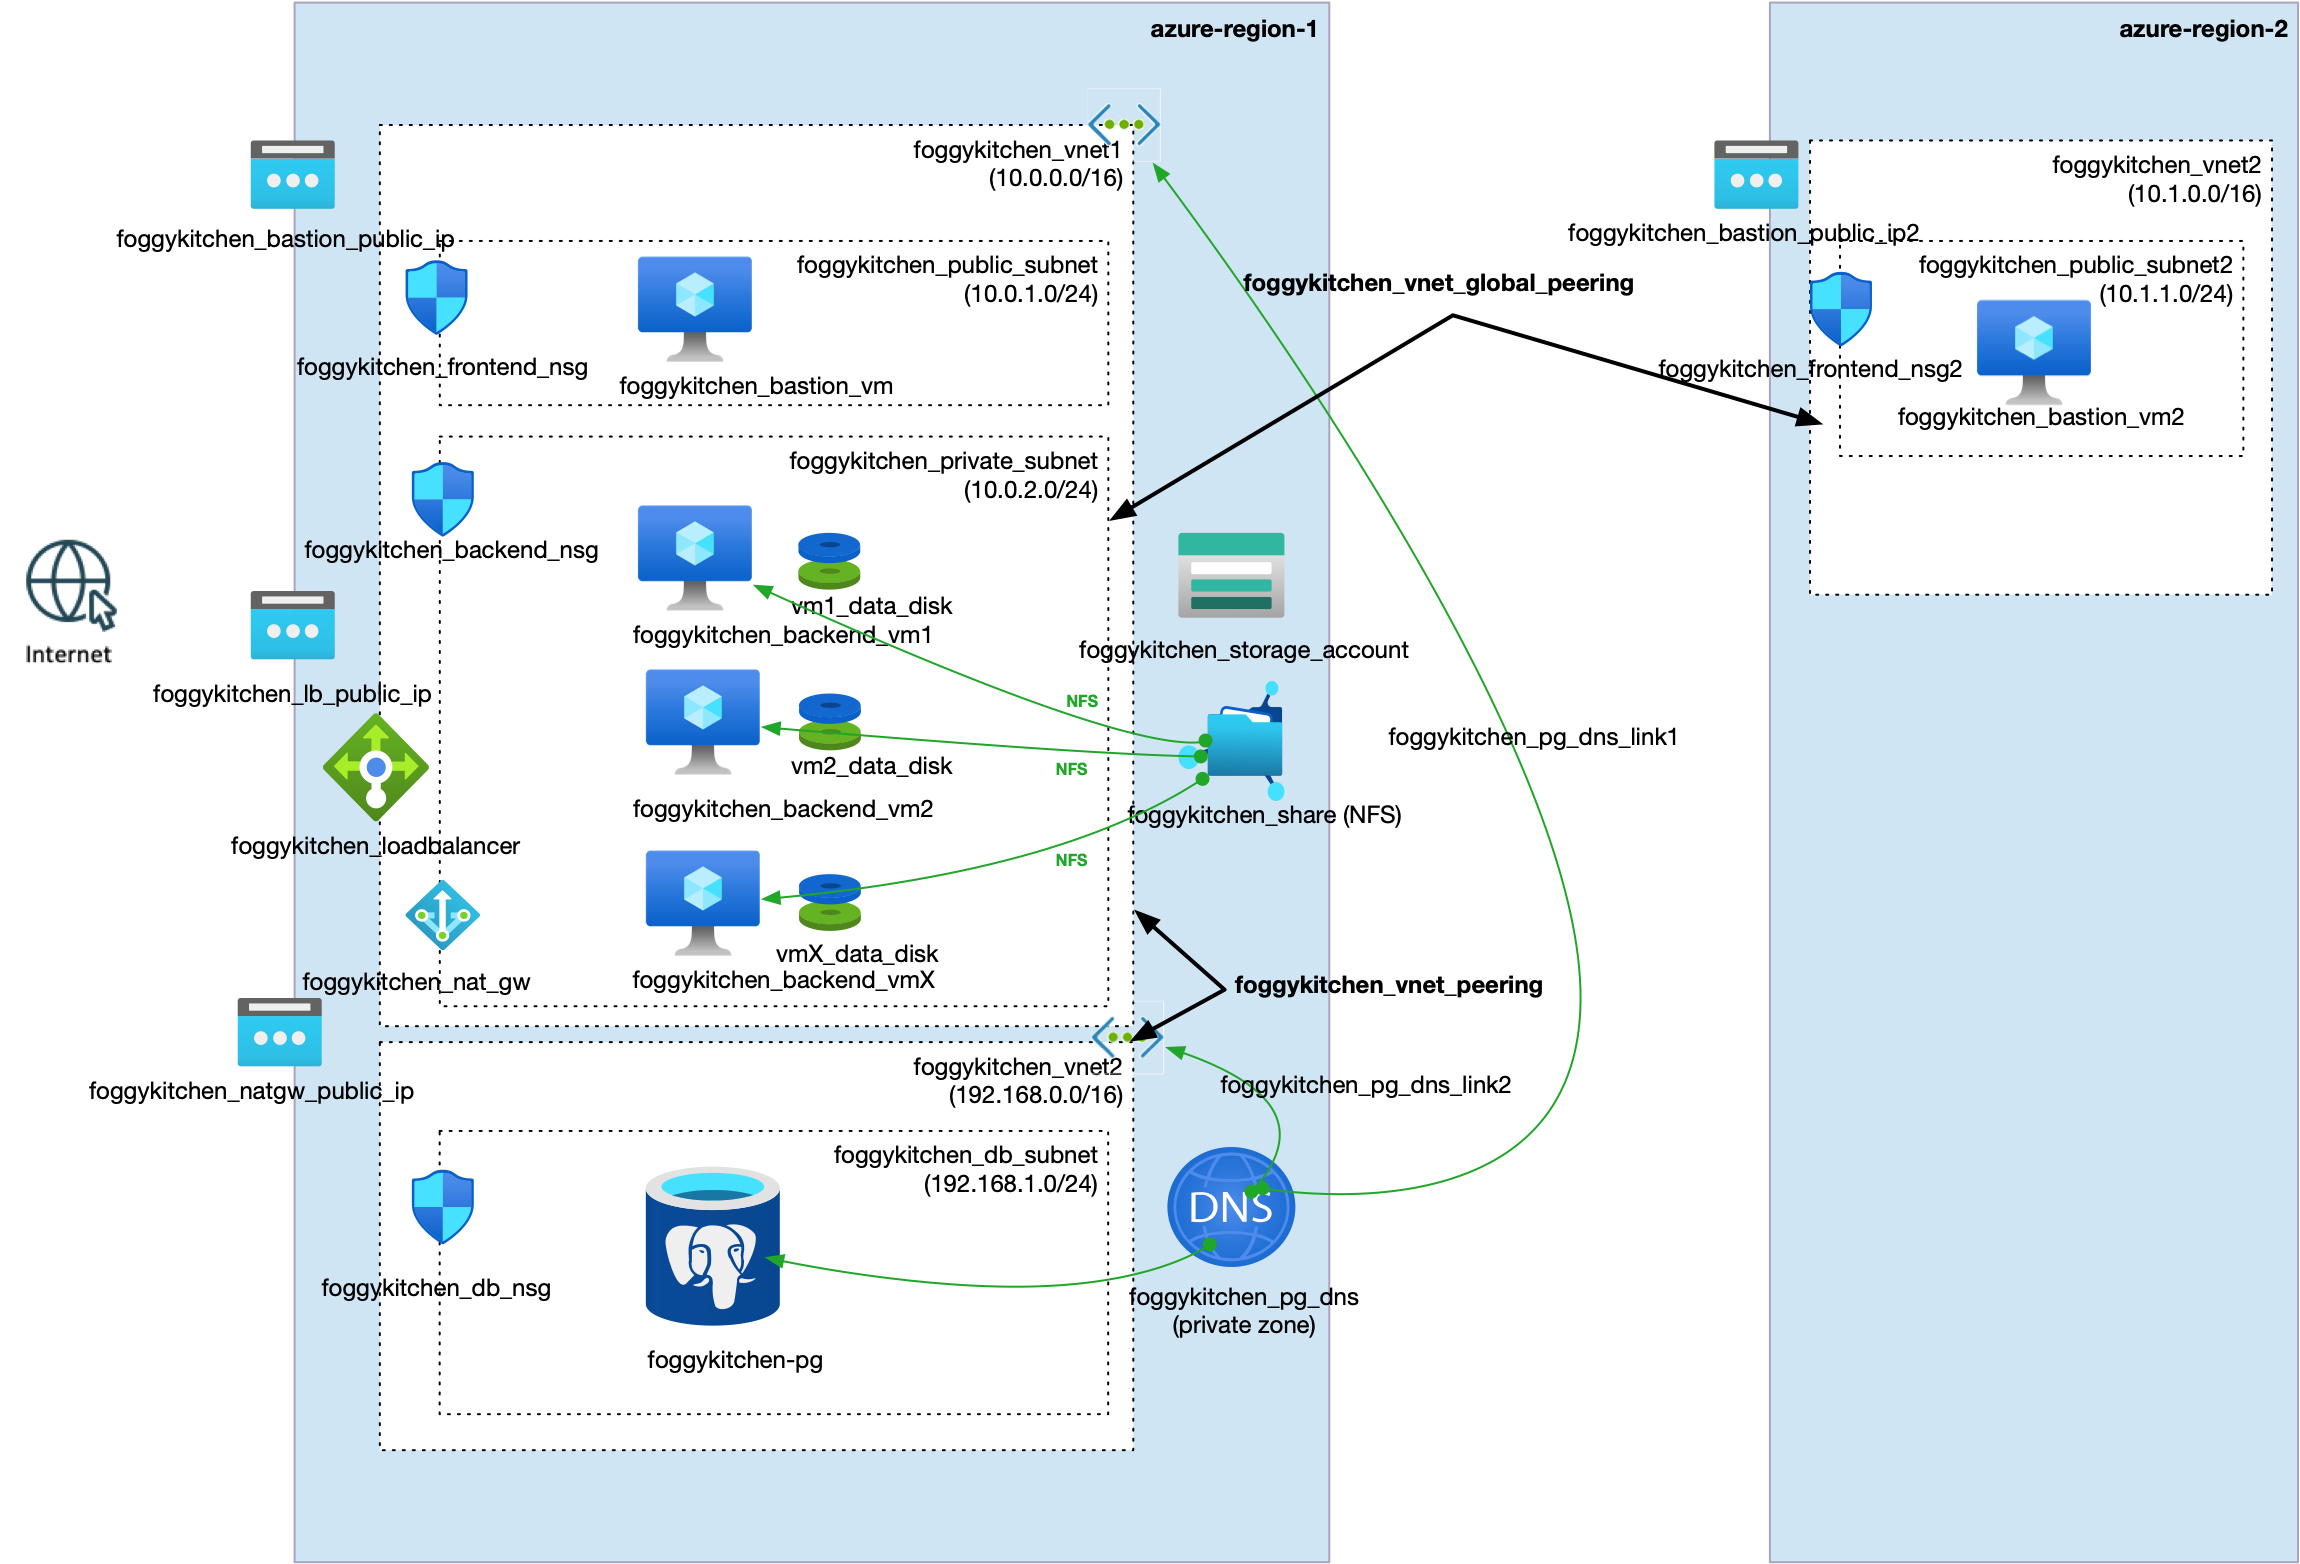 azure-region-1
azure-region-2
foggykitchen_vnet1
(10.0.0.0/16)
foggykitchen_vnet2
(10.1.0.0/16)
foggykitchen_bastion_public_ip
foggykitchen_bastion_public_ip2
foggykitchen_public_subnet
(10.0.1.0/24)
foggykitchen_public_subnet2
(10.1.1.0/24)
foggykitchen_vnet_global_peering
foggykitchen_frontend_nsg
foggykitchen_frontend_nsg2
foggykitchen_bastion_vm
foggykitchen_bastion_vm2
foggykitchen_private_subnet
(10.0.2.0/24)
foggykitchen_backend_nsg
vm1_data_disk
foggykitchen_backend_vm1
Internet
foggykitchen_storage_account
foggykitchen_lb_public_ip
NFS
foggykitchen_pg_dns_link1
vm2_data_disk
NFS
foggykitchen_backend_vm2
foggykitchen_share (NFS)
foggykitchen_loadbalancer
NFS
vmX_data_disk
foggykitchen_backend_vmX
foggykitchen_nat_gw
foggykitchen_vnet_peering
foggykitchen_vnet2
(192.168.0.0/16)
foggykitchen_natgw_public_ip
foggykitchen_pg_dns_link2
foggykitchen_db_subnet
(192.168.1.0/24)
DNS
foggykitchen_db_nsg
foggykitchen_pg_dns
(private zone)
foggykitchen-pg